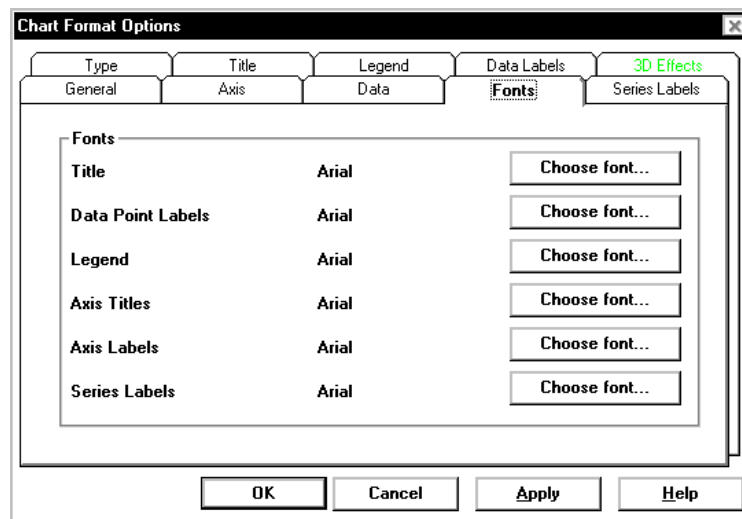 Chart Format Options
Type Title Legend Data Labels 3D Effects
General Axis Data Fonts Series Labels
Fonts
Title Arial Choose font...
Data Point Labels Arial Choose font...
Legend Arial Choose font...
Axis Titles Arial Choose font...
Axis Labels Arial Choose font...
Series Labels Arial Choose font...
OK Cancel Apply Help